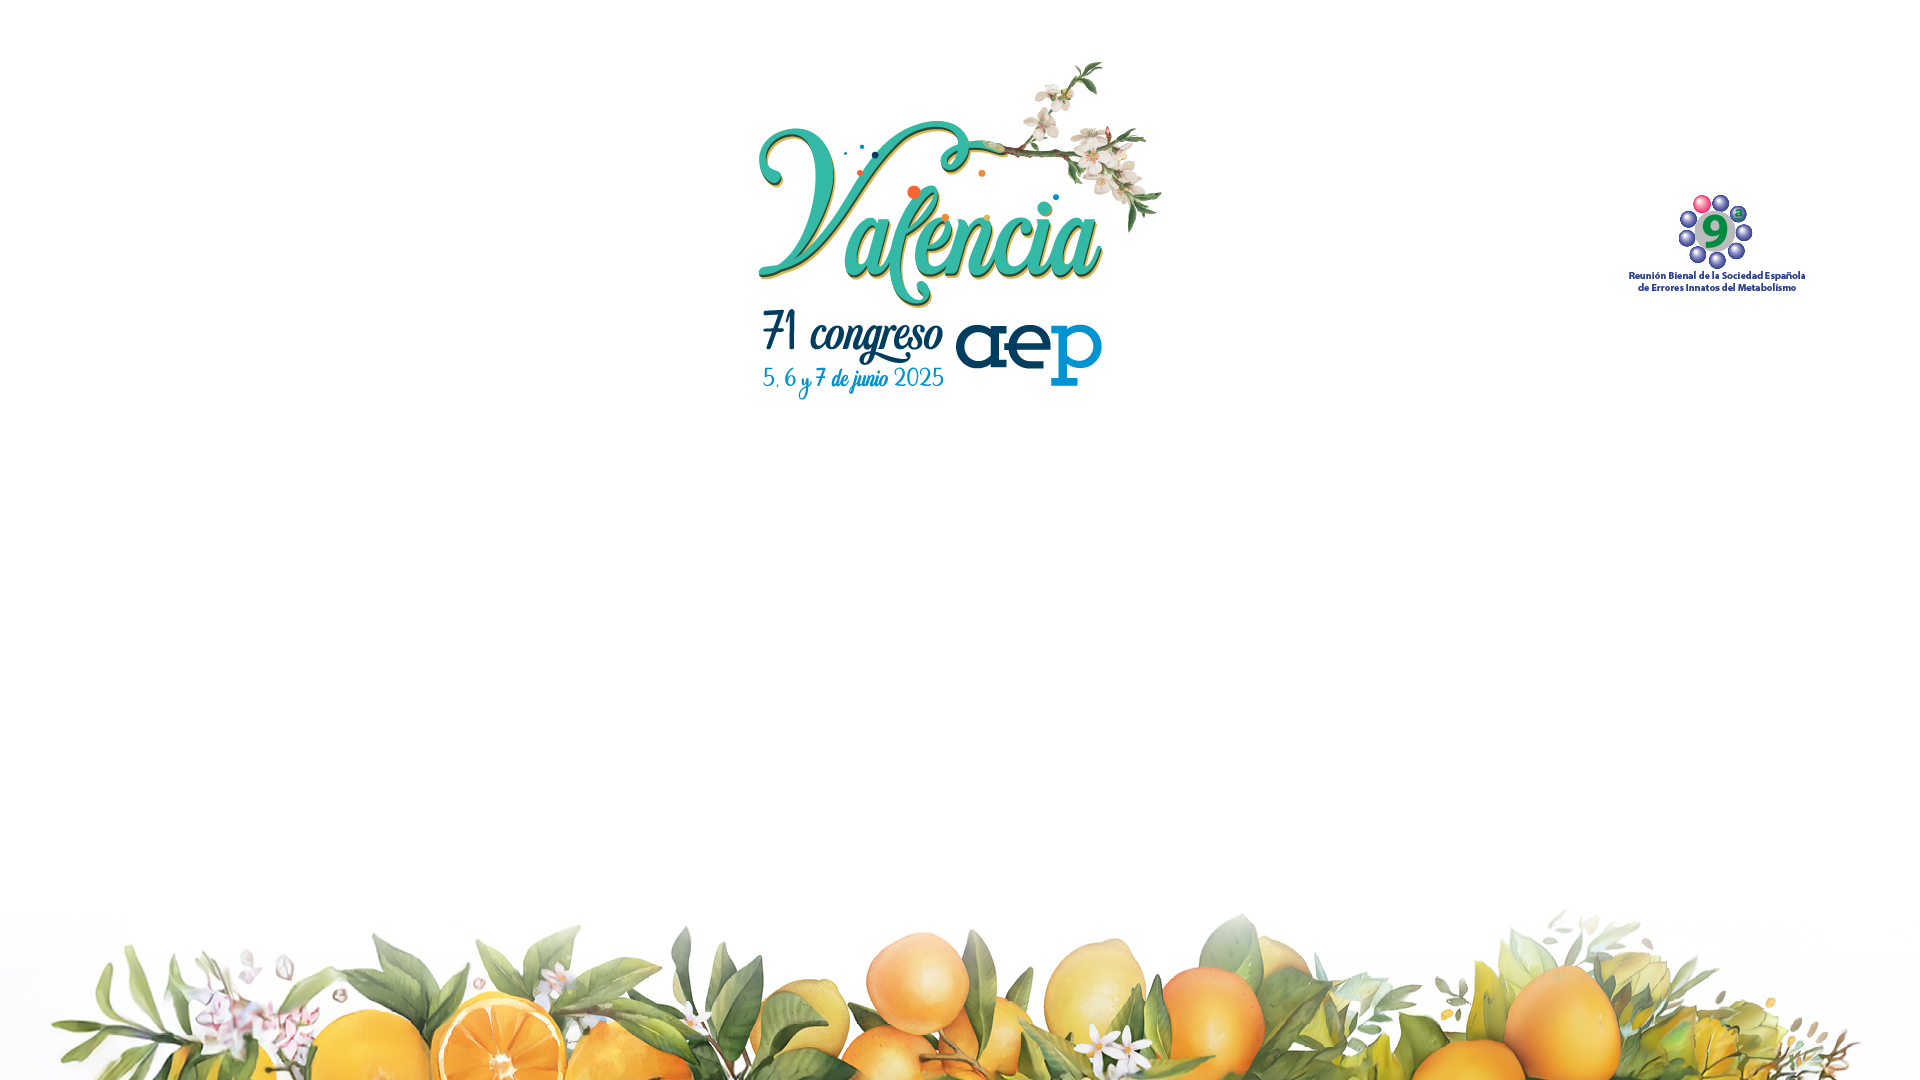 Valencia
71 congreso aep
5, 6 y 7 de junio 2025
9ª
Reunión Bienal de la Sociedad Española
de Errores Innatos del Metabolismo